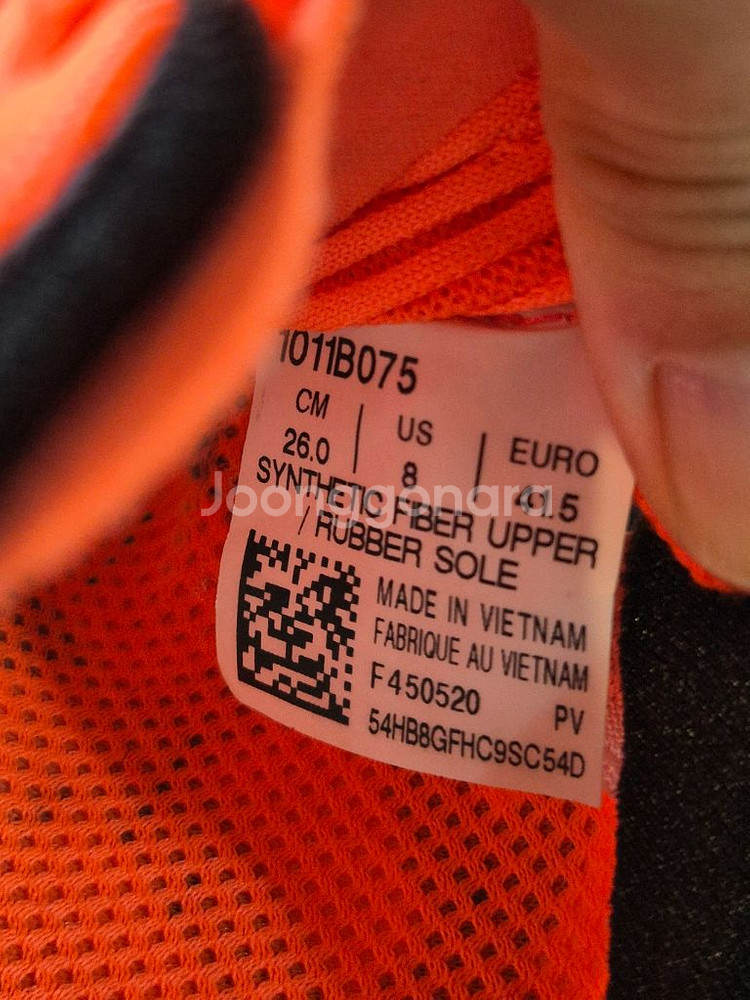 1011B075
CM | US | EURO
26.0 | 8 | 41.5
SYNTHETIC FIBER UPPER
/ RUBBER SOLE
MADE IN VIETNAM
FABRIQUE AU VIETNAM
F450520 PV
54HB8GFHC9SC54D
Joonggonara